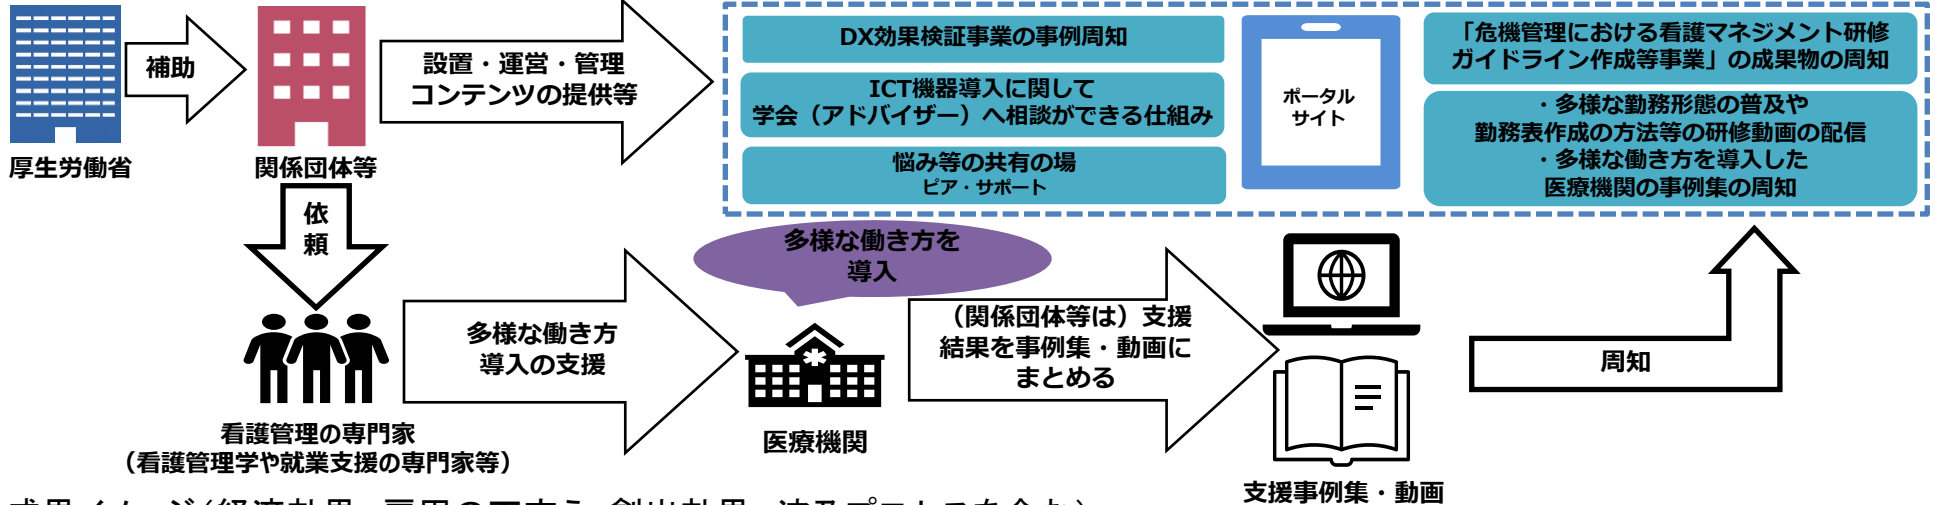 厚生労働省
補助
関係団体等
設置・運営・管理
コンテンツの提供等
DX効果検証事業の事例周知
ICT機器導入に関して
学会（アドバイザー）へ相談ができる仕組み
悩み等の共有の場
ピア・サポート
ポータル
サイト
「危機管理における看護マネジメント研修
ガイドライン作成等事業」の成果物の周知
・多様な勤務形態の普及や
勤務表作成の方法等の研修動画の配信
・多様な働き方を導入した
医療機関の事例集の周知
依
頼
看護管理の専門家
（看護管理学や就業支援の専門家等）
多様な働き方
導入の支援
多様な働き方を
導入
医療機関
（関係団体等は）支援
結果を事例集・動画に
まとめる
支援事例集・動画
周知